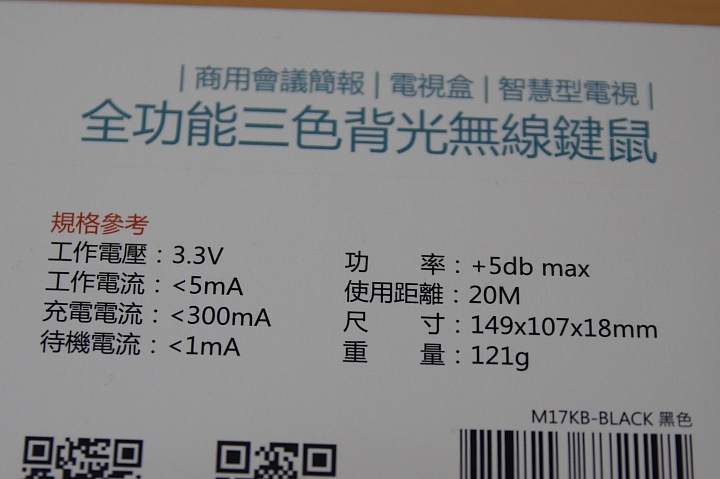 | 商用會議簡報 | 電視盒 | 智慧型電視 |
全功能三色背光無線鍵鼠
規格參考
工作電壓：3.3V
工作電流：<5mA
充電電流：<300mA
待機電流：<1mA
功　　率：+5db max
使用距離：20M
尺　　寸：149x107x18mm
重　　量：121g
M17KB-BLACK 黑色